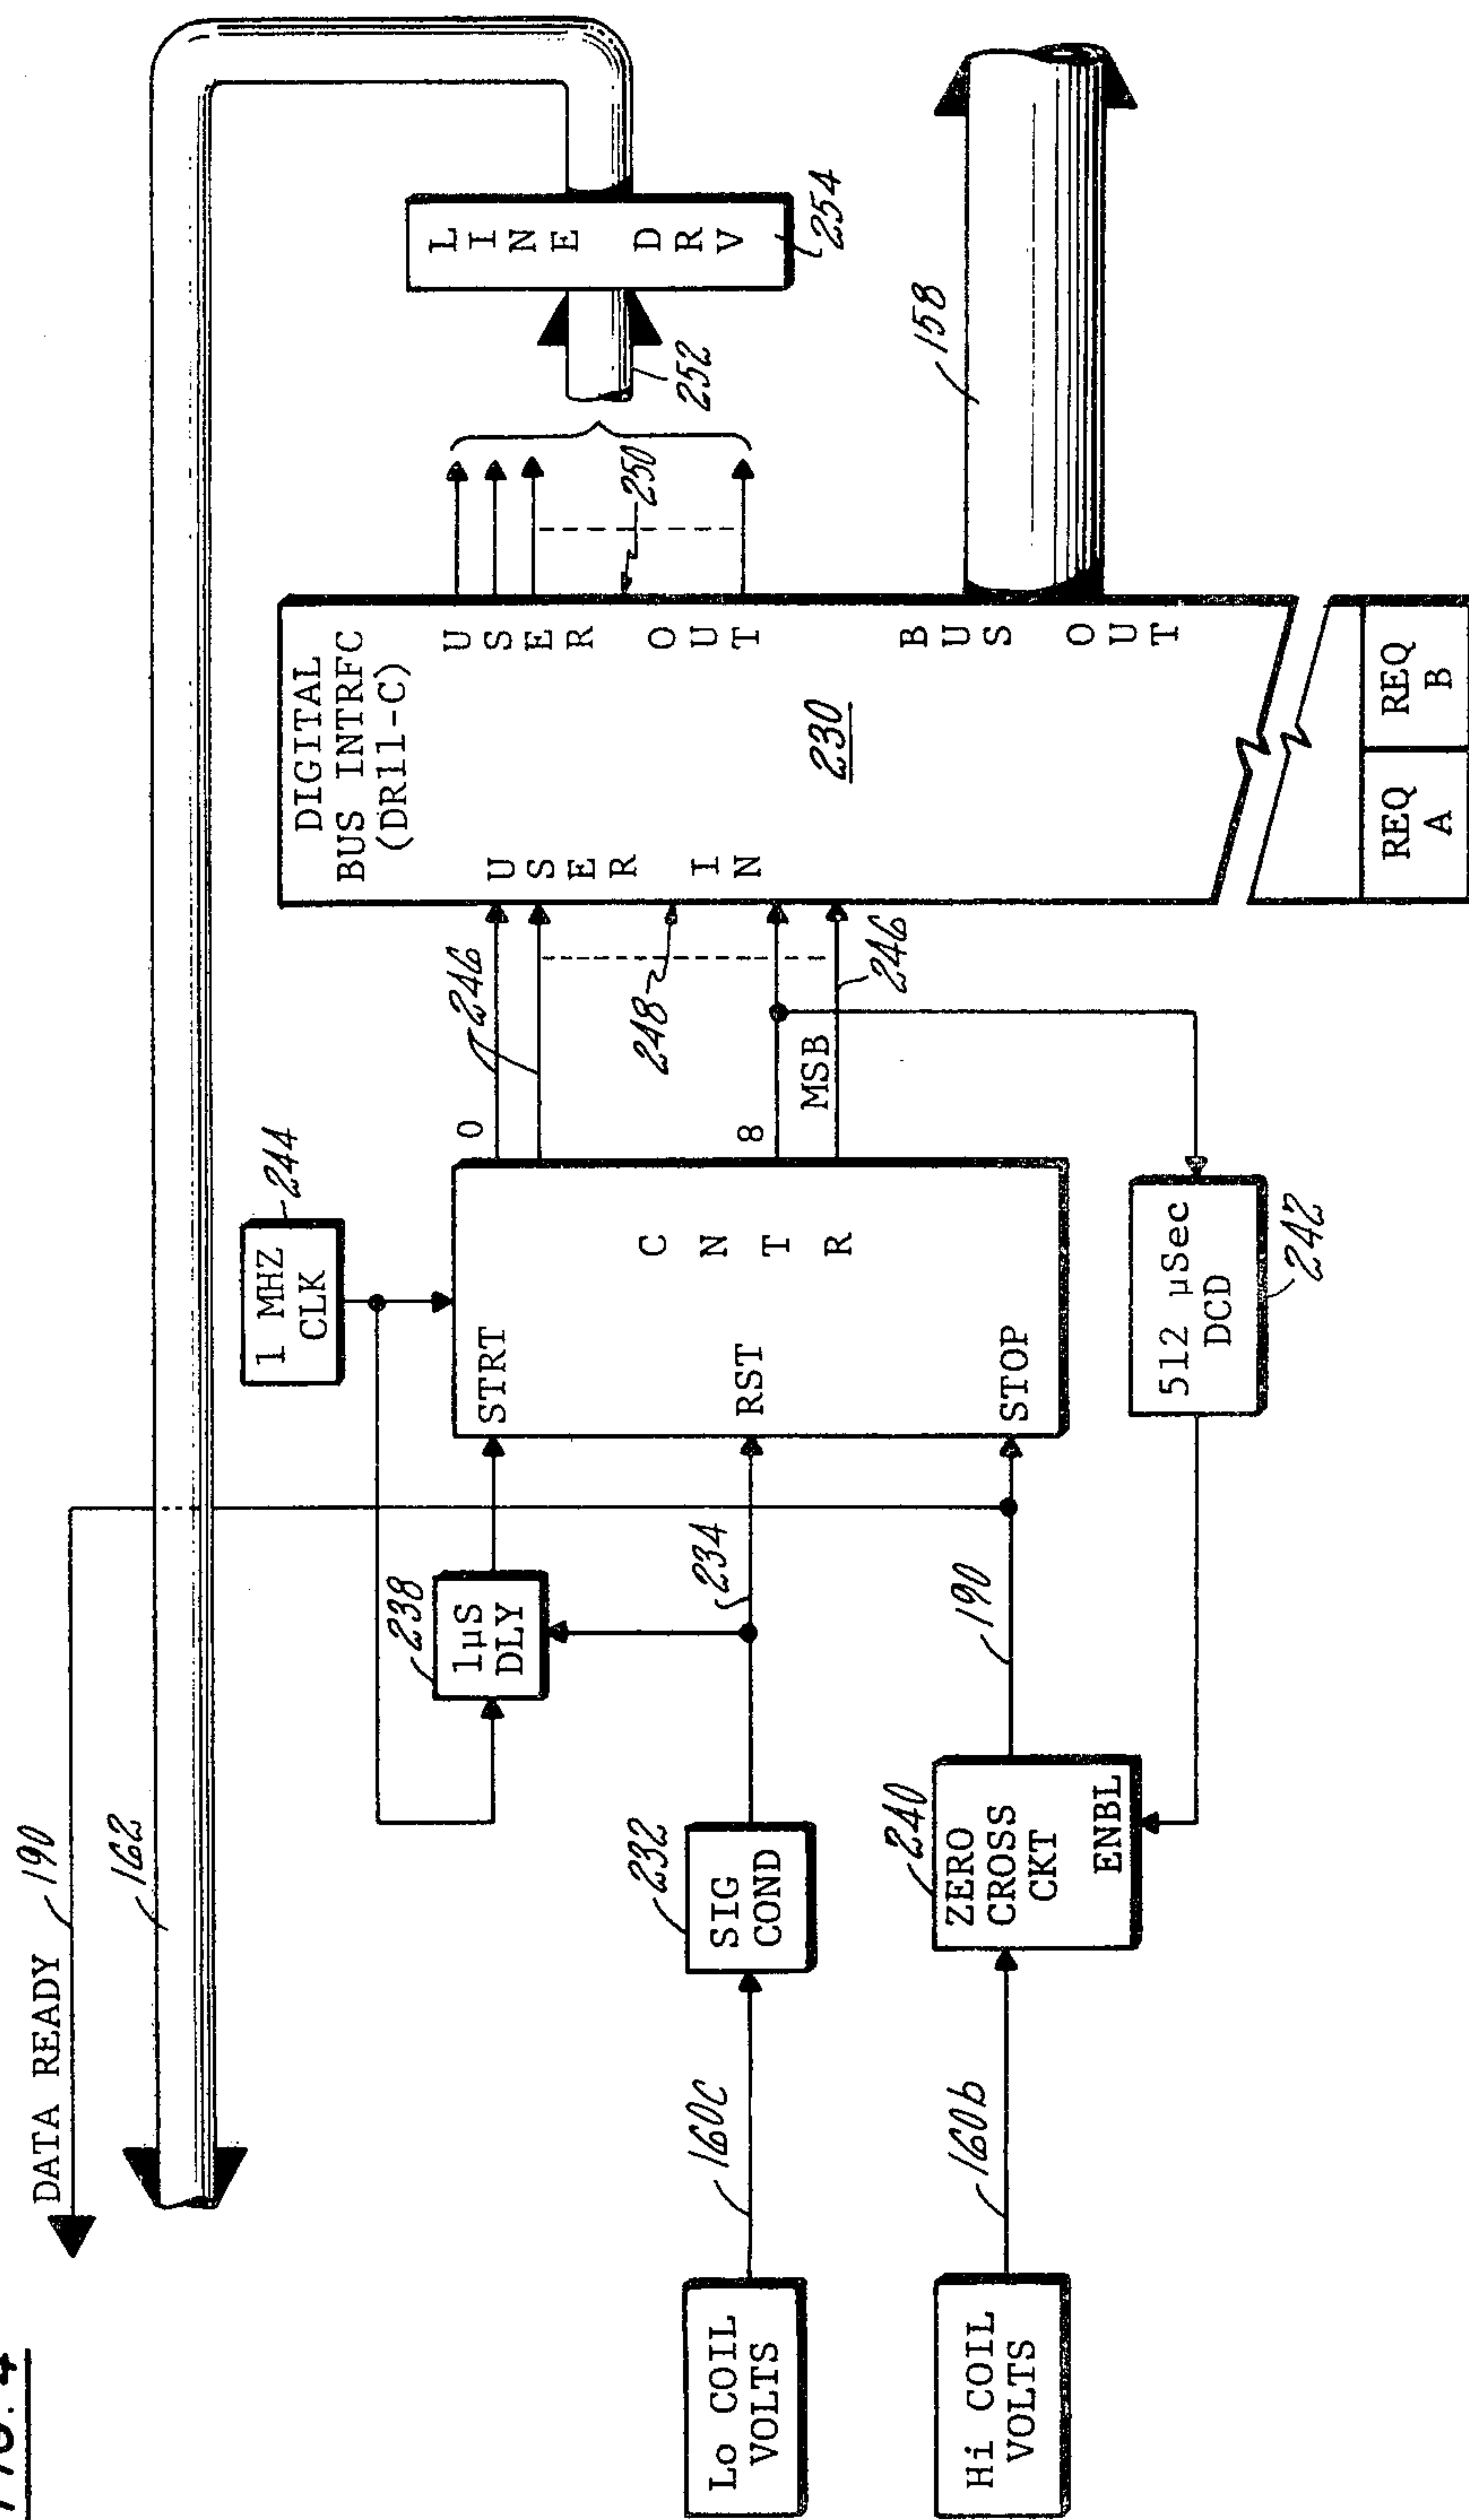 DATA READY
190
162
1 MHZ
CLK
244
238
1µS
DLY
STRT
RST
STOP
CNTR
0
8
MSB
246
248
246
DIGITAL
BUS INTRFC
(DR11-C)
USER IN
USER OUT
BUS OUT
230
REQ
A
REQ
B
250
252
LINE DRV
254
158
Lo COIL
VOLTS
160c
232
SIG
COND
234
Hi COIL
VOLTS
160b
240
ZERO
CROSS
CKT
ENBL
190
512 µSec
DCD
242